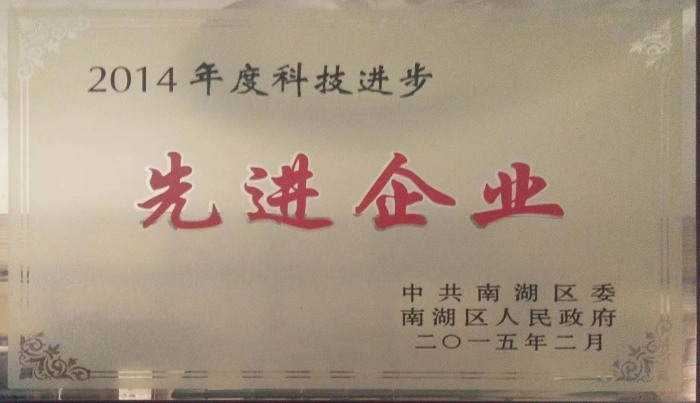 2014年度科技进步
先进企业
中共南湖区委
南湖区人民政府
二〇一五年二月